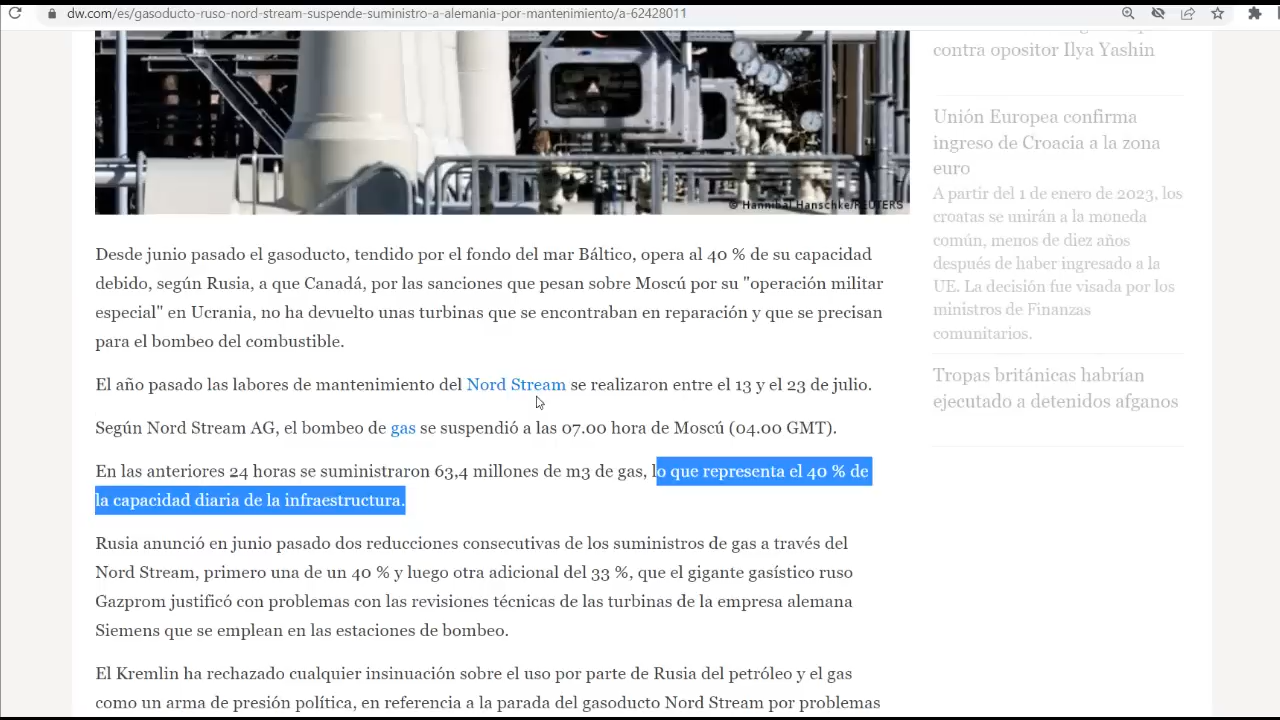 dw.com/es/gasoducto-ruso-nord-stream-suspende-suministro-a-alemania-por-mantenimiento/a-62428011
contra opositor Ilya Yashin
Unión Europea confirma
ingreso de Croacia a la zona
euro
A partir del 1 de enero de 2023, los
croatas se unirán a la moneda
común, menos de diez años
después de haber ingresado a la
UE. La decisión fue visada por los
ministros de Finanzas
comunitarios.
Tropas británicas habrían
ejecutado a detenidos afganos
© Hannibal Hanschke/REUTERS
Desde junio pasado el gasoducto, tendido por el fondo del mar Báltico, opera al 40 % de su capacidad
debido, según Rusia, a que Canadá, por las sanciones que pesan sobre Moscú por su "operación militar
especial" en Ucrania, no ha devuelto unas turbinas que se encontraban en reparación y que se precisan
para el bombeo del combustible.
El año pasado las labores de mantenimiento del Nord Stream se realizaron entre el 13 y el 23 de julio.
Según Nord Stream AG, el bombeo de gas se suspendió a las 07.00 hora de Moscú (04.00 GMT).
En las anteriores 24 horas se suministraron 63,4 millones de m3 de gas, lo que representa el 40 % de
la capacidad diaria de la infraestructura.
Rusia anunció en junio pasado dos reducciones consecutivas de los suministros de gas a través del
Nord Stream, primero una de un 40 % y luego otra adicional del 33 %, que el gigante gasístico ruso
Gazprom justificó con problemas con las revisiones técnicas de las turbinas de la empresa alemana
Siemens que se emplean en las estaciones de bombeo.
El Kremlin ha rechazado cualquier insinuación sobre el uso por parte de Rusia del petróleo y el gas
como un arma de presión política, en referencia a la parada del gasoducto Nord Stream por problemas